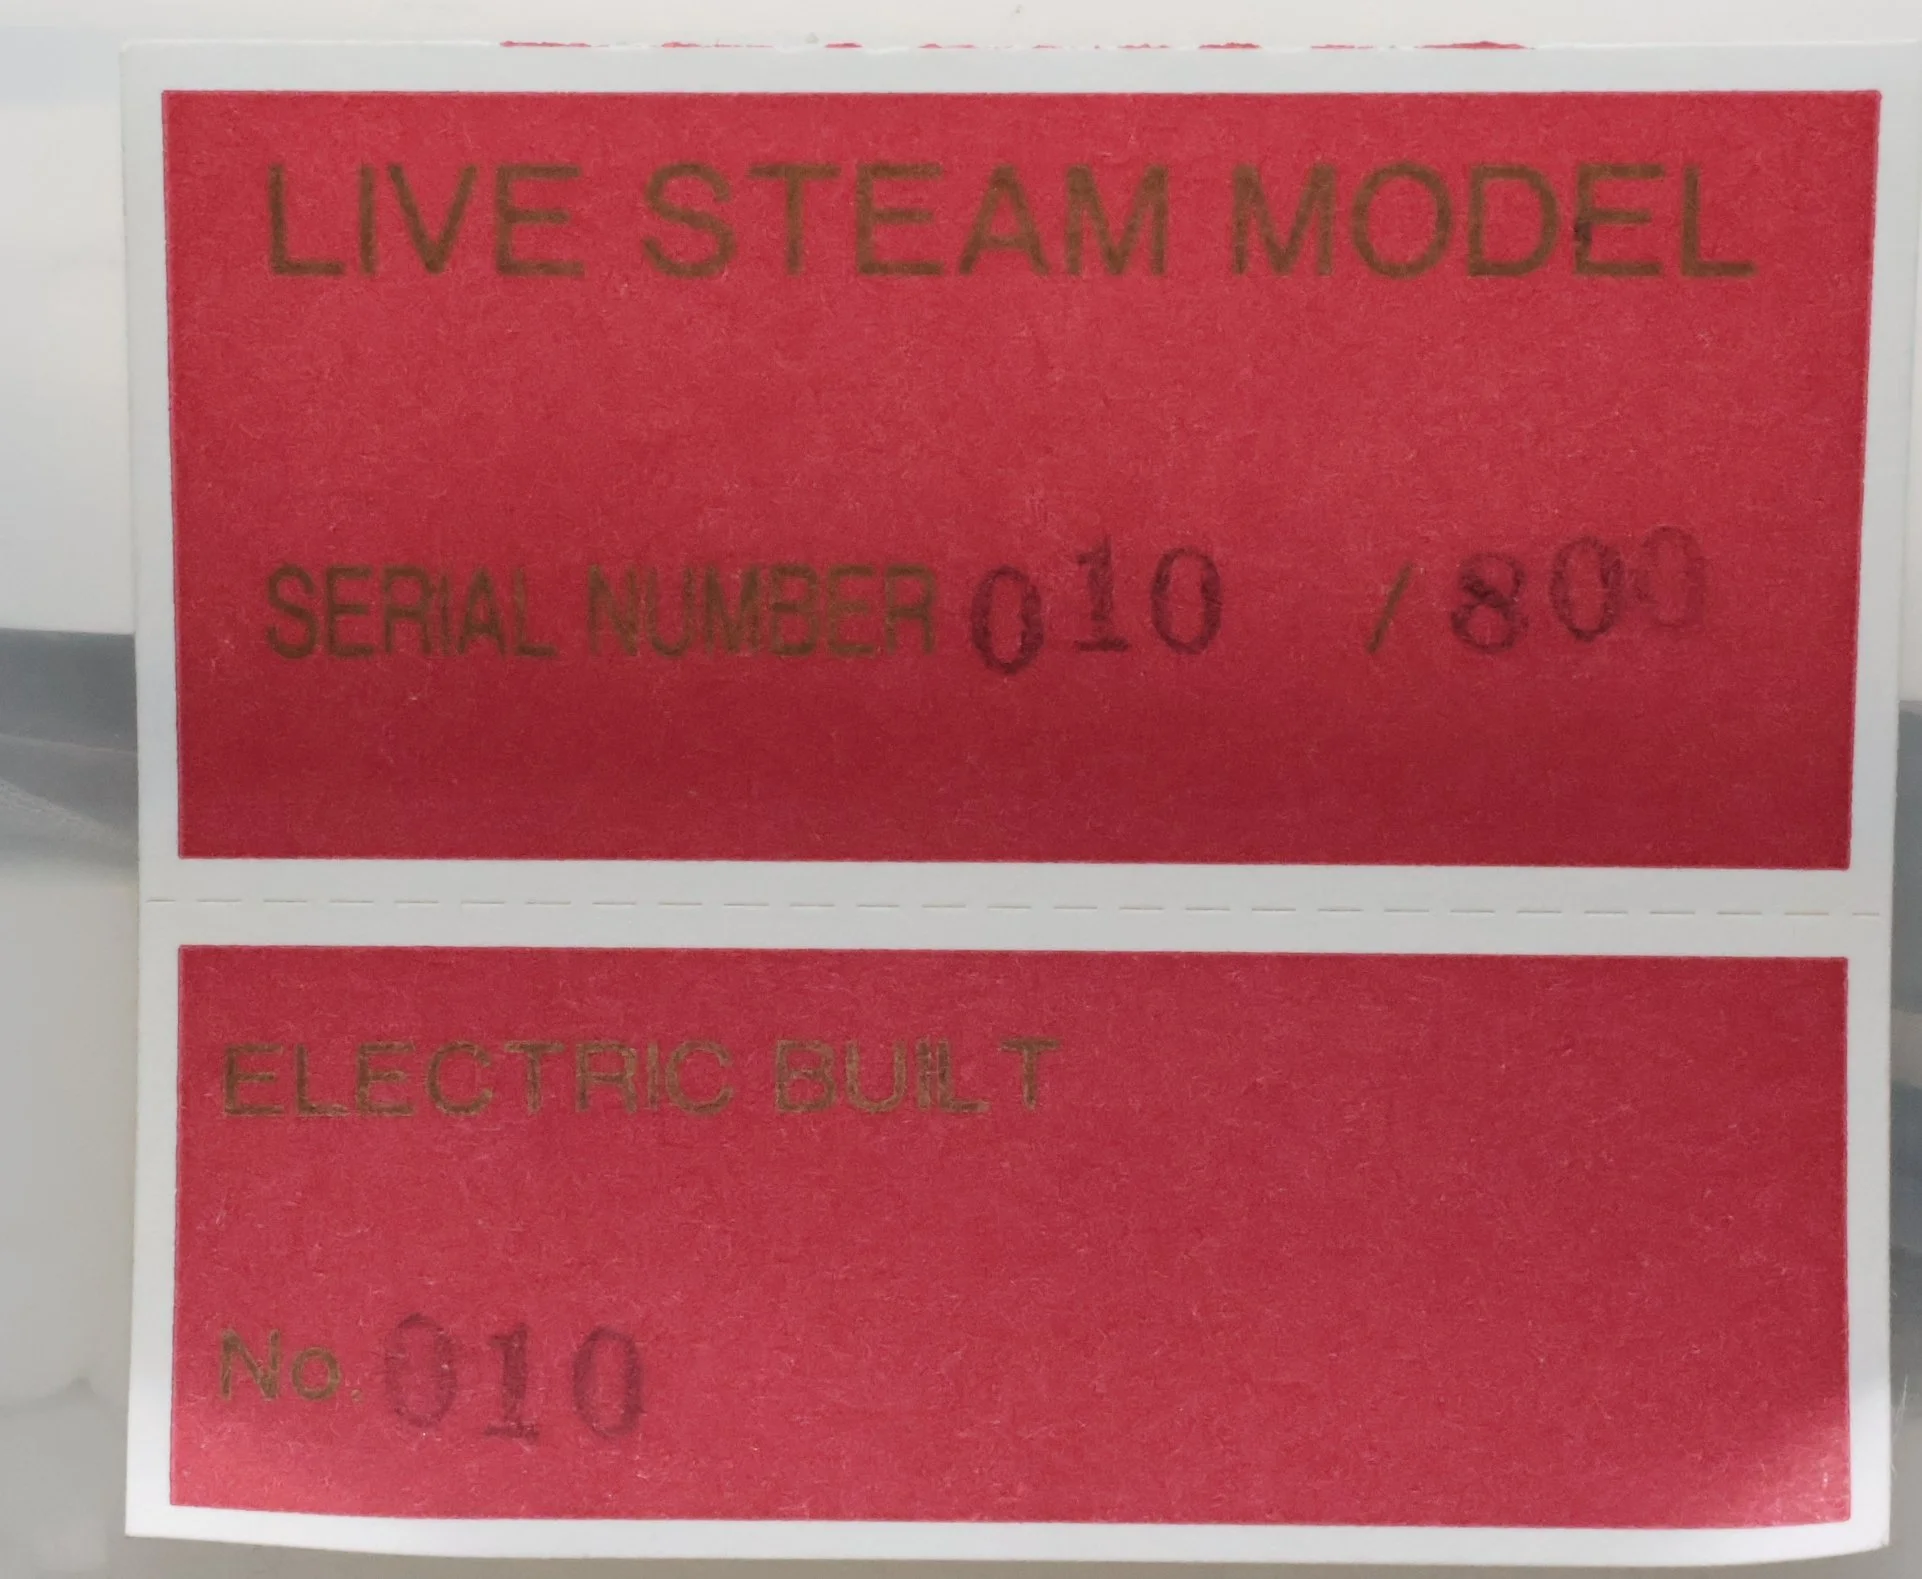 LIVE STEAM MODEL
SERIAL NUMBER 010 / 800
ELECTRIC BUILT
No. 010